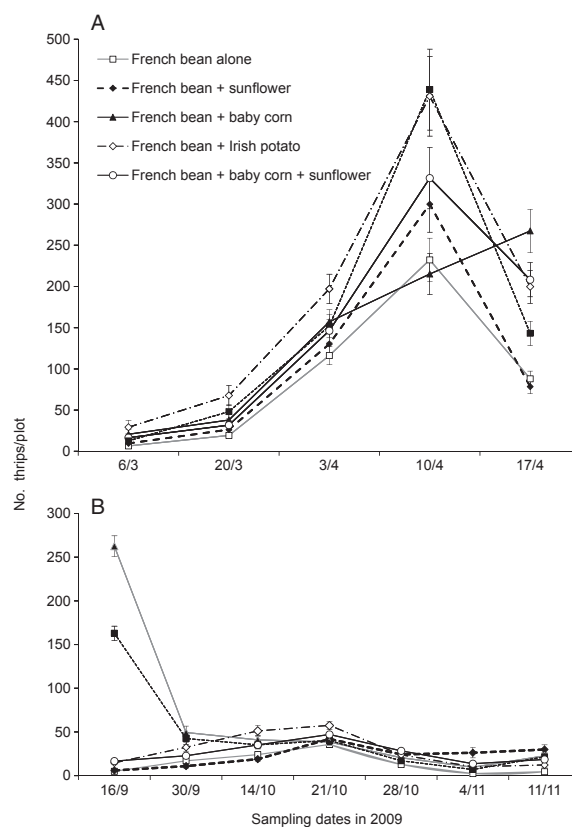 A
500
450
400
350
300
250
200
150
100
50
0
French bean alone
French bean + sunflower
French bean + baby corn
French bean + Irish potato
French bean + baby corn + sunflower
6/3 20/3 3/4 10/4 17/4
No. thrips/plot
B
300
250
200
150
100
50
0
16/9 30/9 14/10 21/10 28/10 4/11 11/11
Sampling dates in 2009